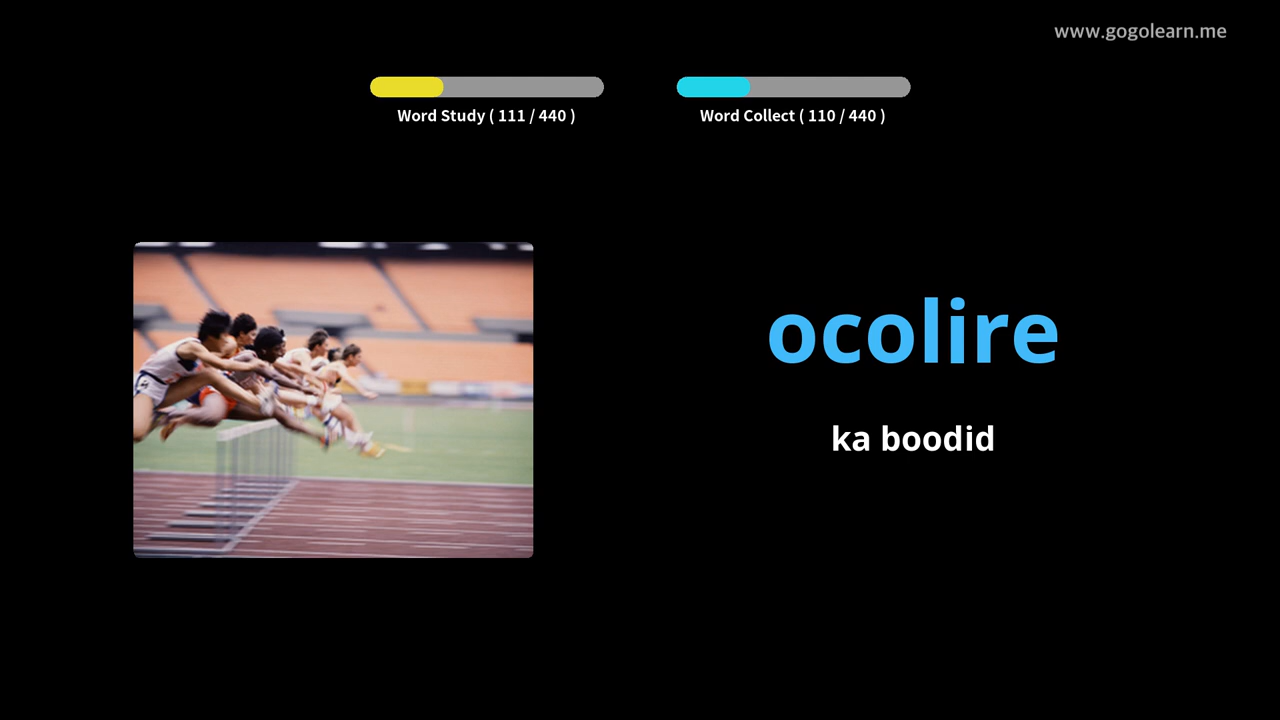 www.gogolearn.me
Word Study ( 111 / 440 )
Word Collect ( 110 / 440 )
ocolire
ka boodid